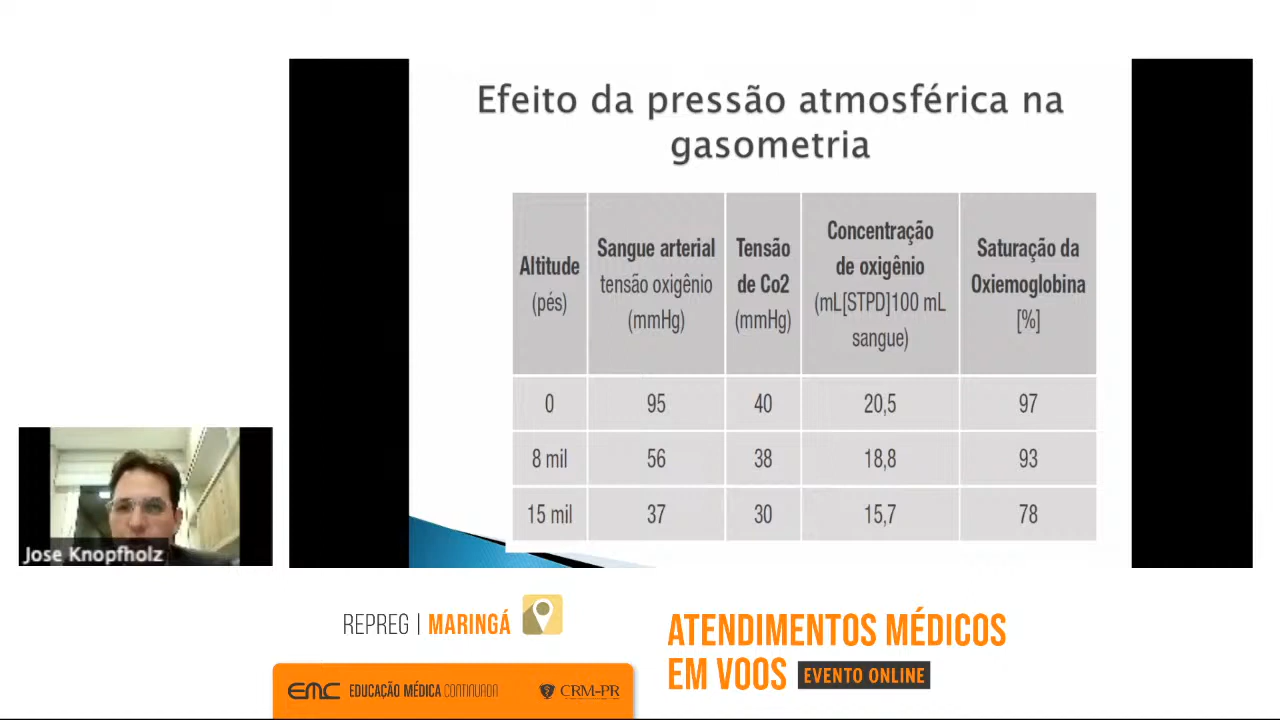 Efeito da pressão atmosférica na
gasometria
Altitude
(pés)
Sangue arterial
tensão oxigênio
(mmHg)
Tensão
de Co2
(mmHg)
Concentração
de oxigênio
(mL[STPD]100 mL
sangue)
Saturação da
Oxiemoglobina
[%]
0 95 40 20,5 97
8 mil 56 38 18,8 93
15 mil 37 30 15,7 78
Jose Knopfholz
REPREG | MARINGÁ
ATENDIMENTOS MÉDICOS
EM VOOS EVENTO ONLINE
EMC EDUCAÇÃO MÉDICA CONTINUADA CRM-PR